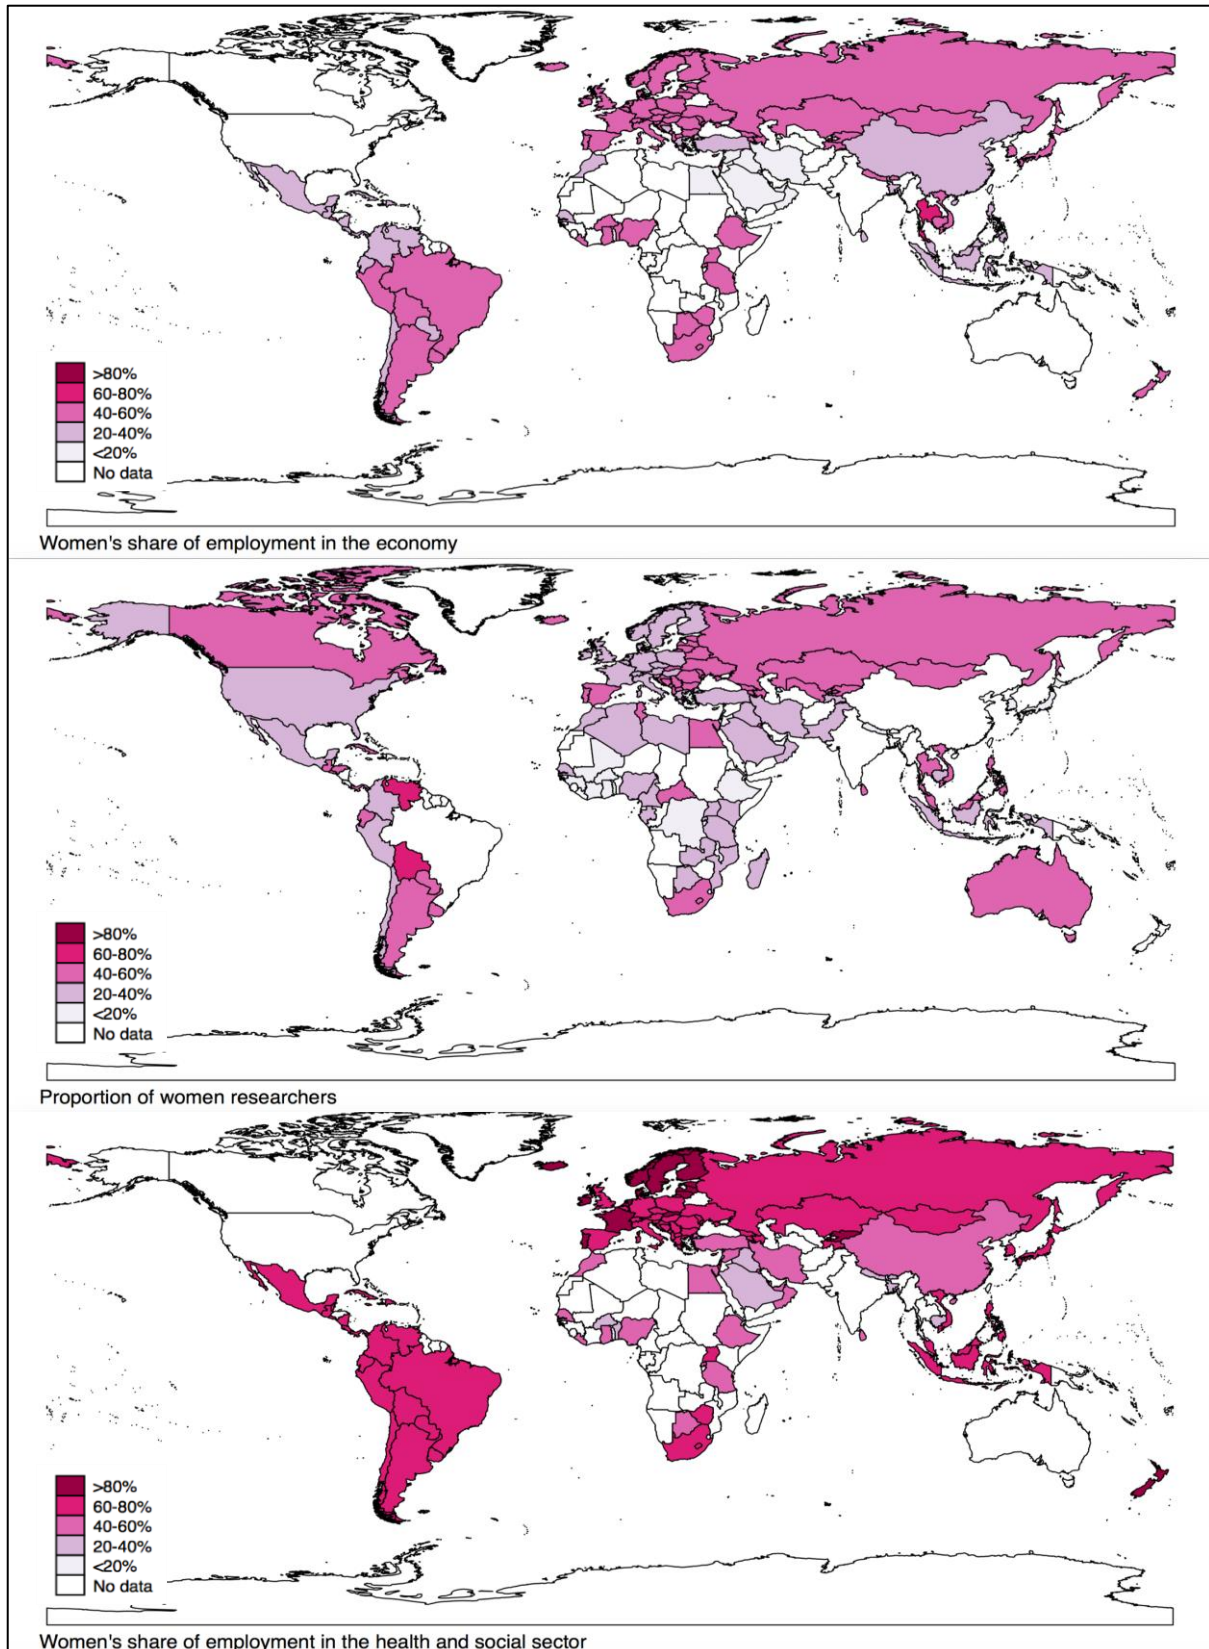 >80%
60-80%
40-60%
20-40%
<20%
No data
Women's share of employment in the economy
>80%
60-80%
40-60%
20-40%
<20%
No data
Proportion of women researchers
>80%
60-80%
40-60%
20-40%
<20%
No data
Women's share of employment in the health and social sector